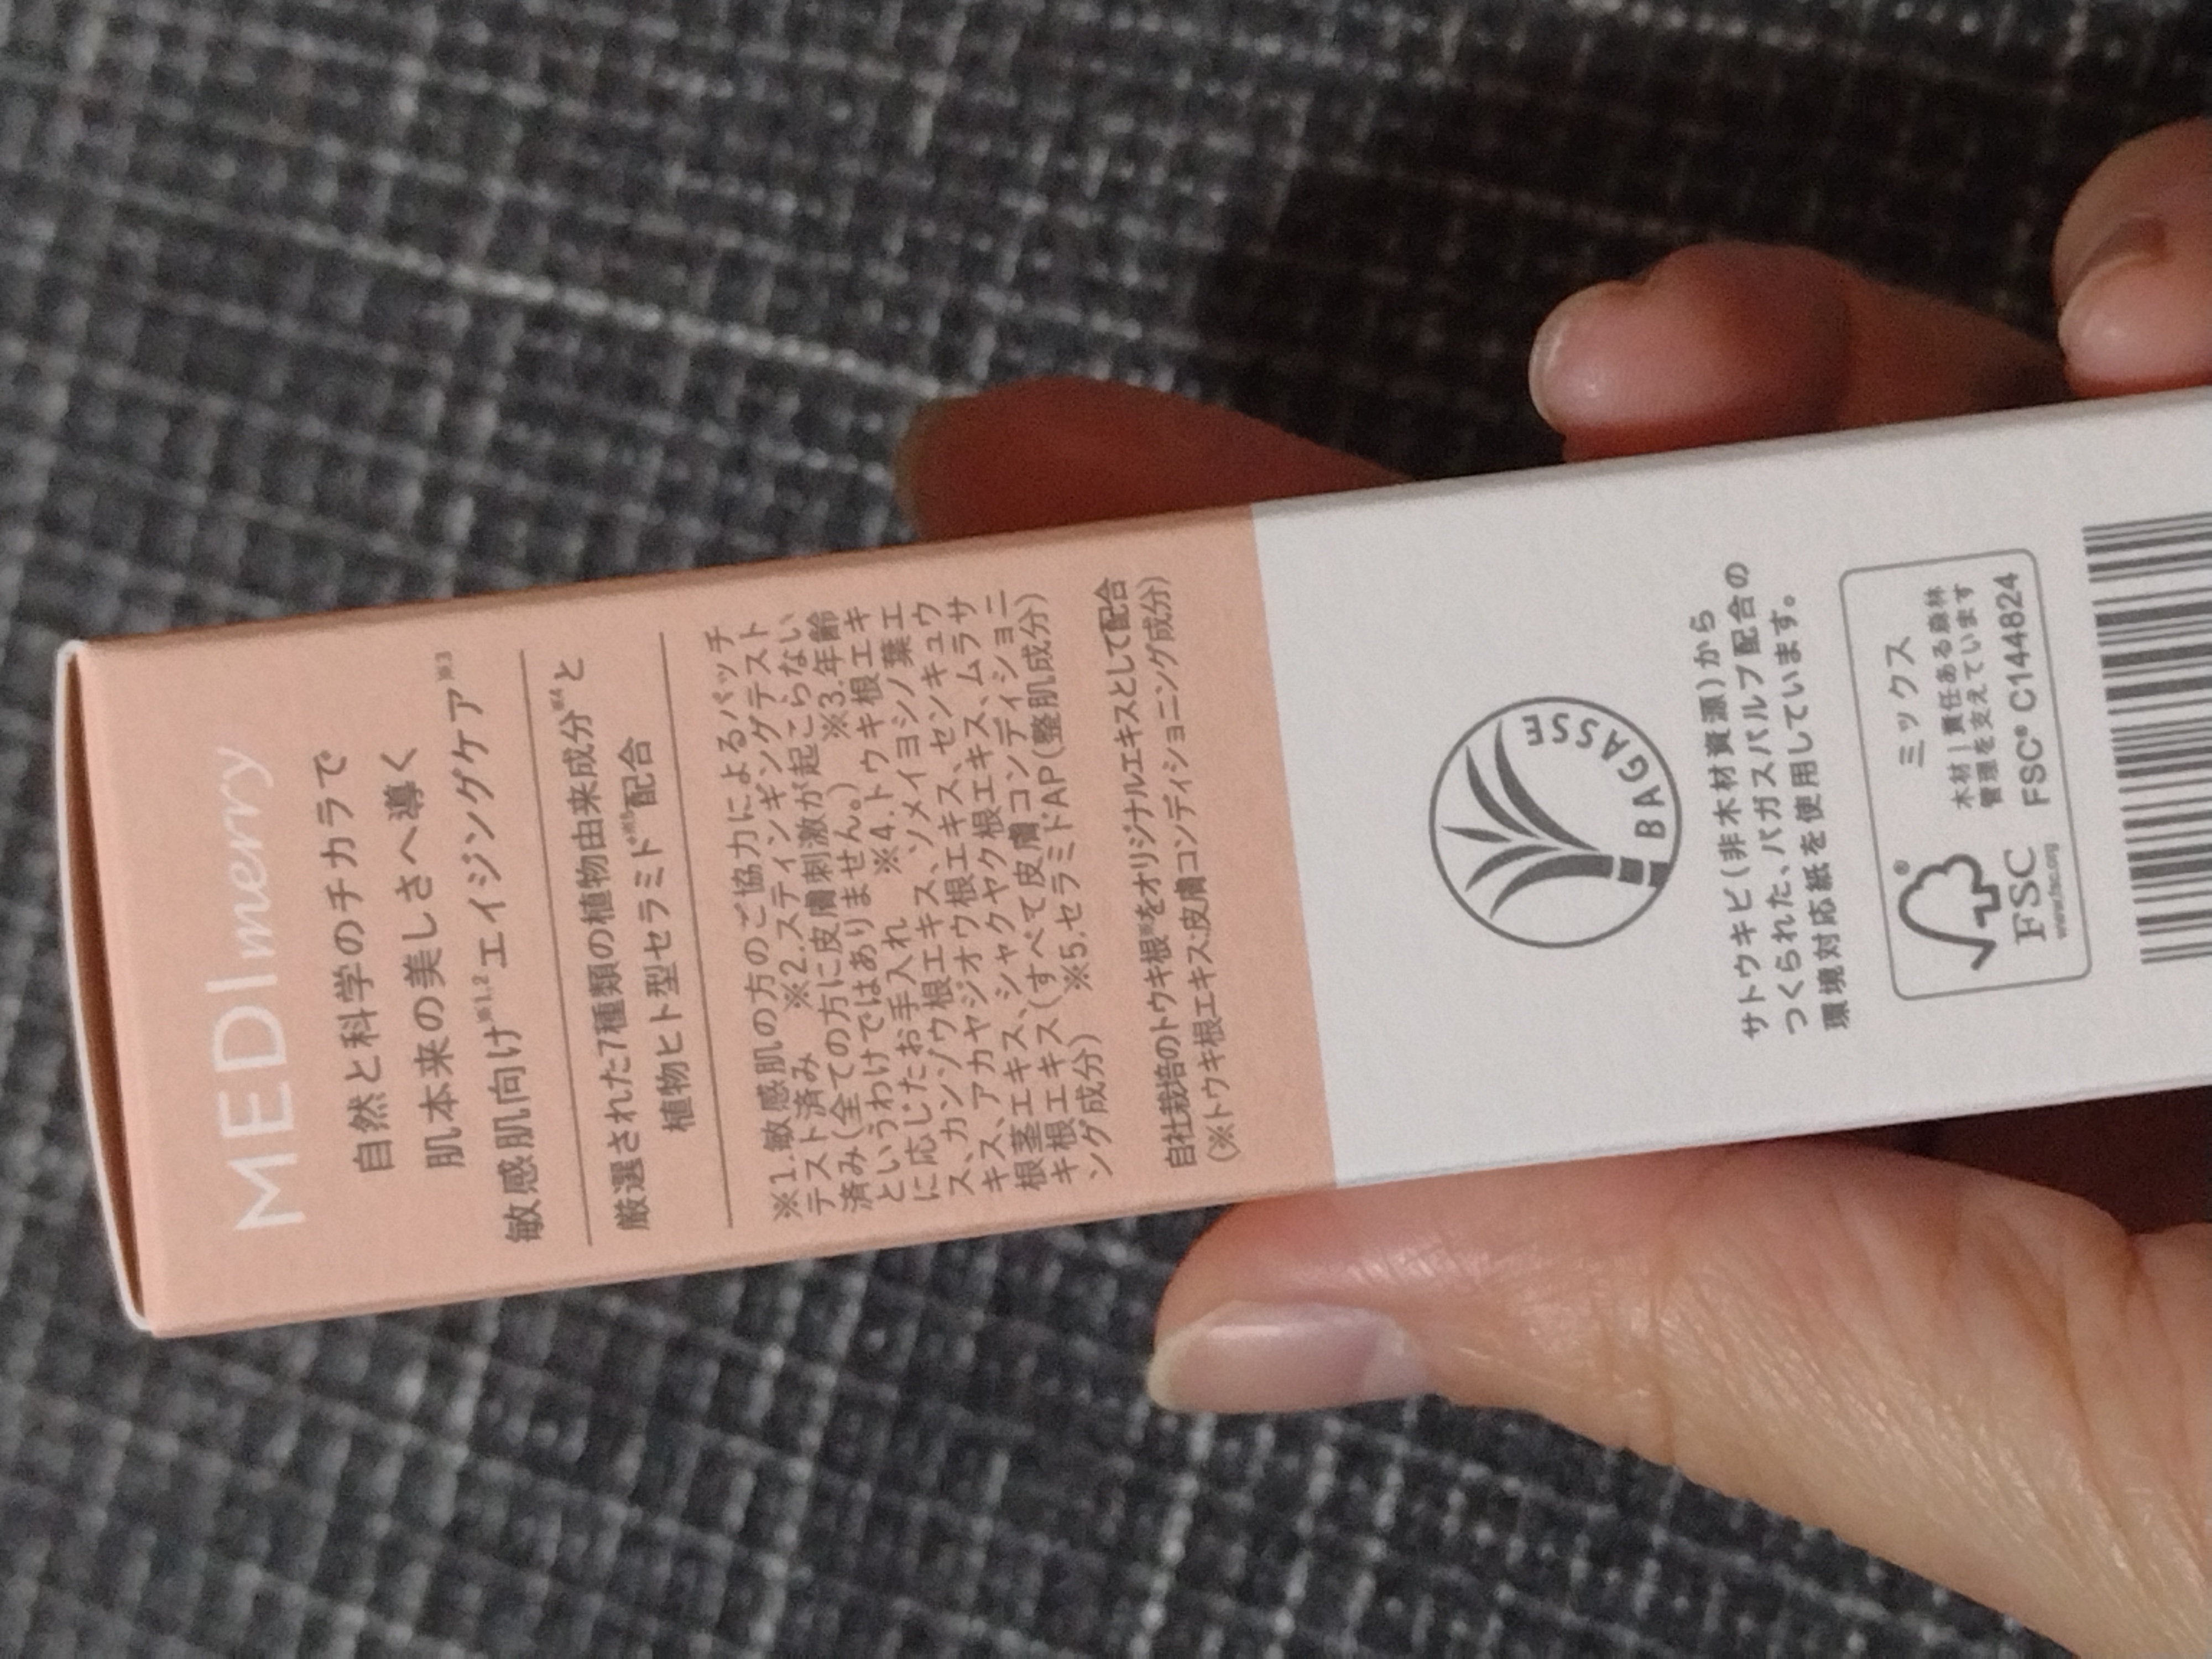 MEDImerry
自然と科学のチカラで
肌本来の美しさへ導く
敏感肌向け※1,2エイジングケア※3
厳選された7種類の植物由来成分※4と
植物ヒト型セラミド※5配合
※1.敏感肌の方のご協力によるパッチ
テスト済み ※2.スティンギングテスト
済み(全ての方に皮膚刺激が起こらない
というわけではありません。) ※3.年齢
に応じたお手入れ ※4.トウキ根エキ
ス、カンゾウ根エキス、ソメイヨシノ葉エ
キス、アカヤジオウ根エキス、センキュウ
根茎エキス、シャクヤク根エキス、ムラサ
キ根エキス(すべて皮膚コンディショニ
ング成分) ※5.セラミドAP(整肌成分)
自社栽培のトウキ根※をオリジナルエキスとして配合
(※トウキ根エキス:皮膚コンディショニング成分)
BAGASSE
サトウキビ(非木材資源)から
つくられた、バガスパルプ配合の
環境対応紙を使用しています。
ミックス
木材|責任ある森林
管理を支えています
FSC® C144824
FSC
www.fsc.org